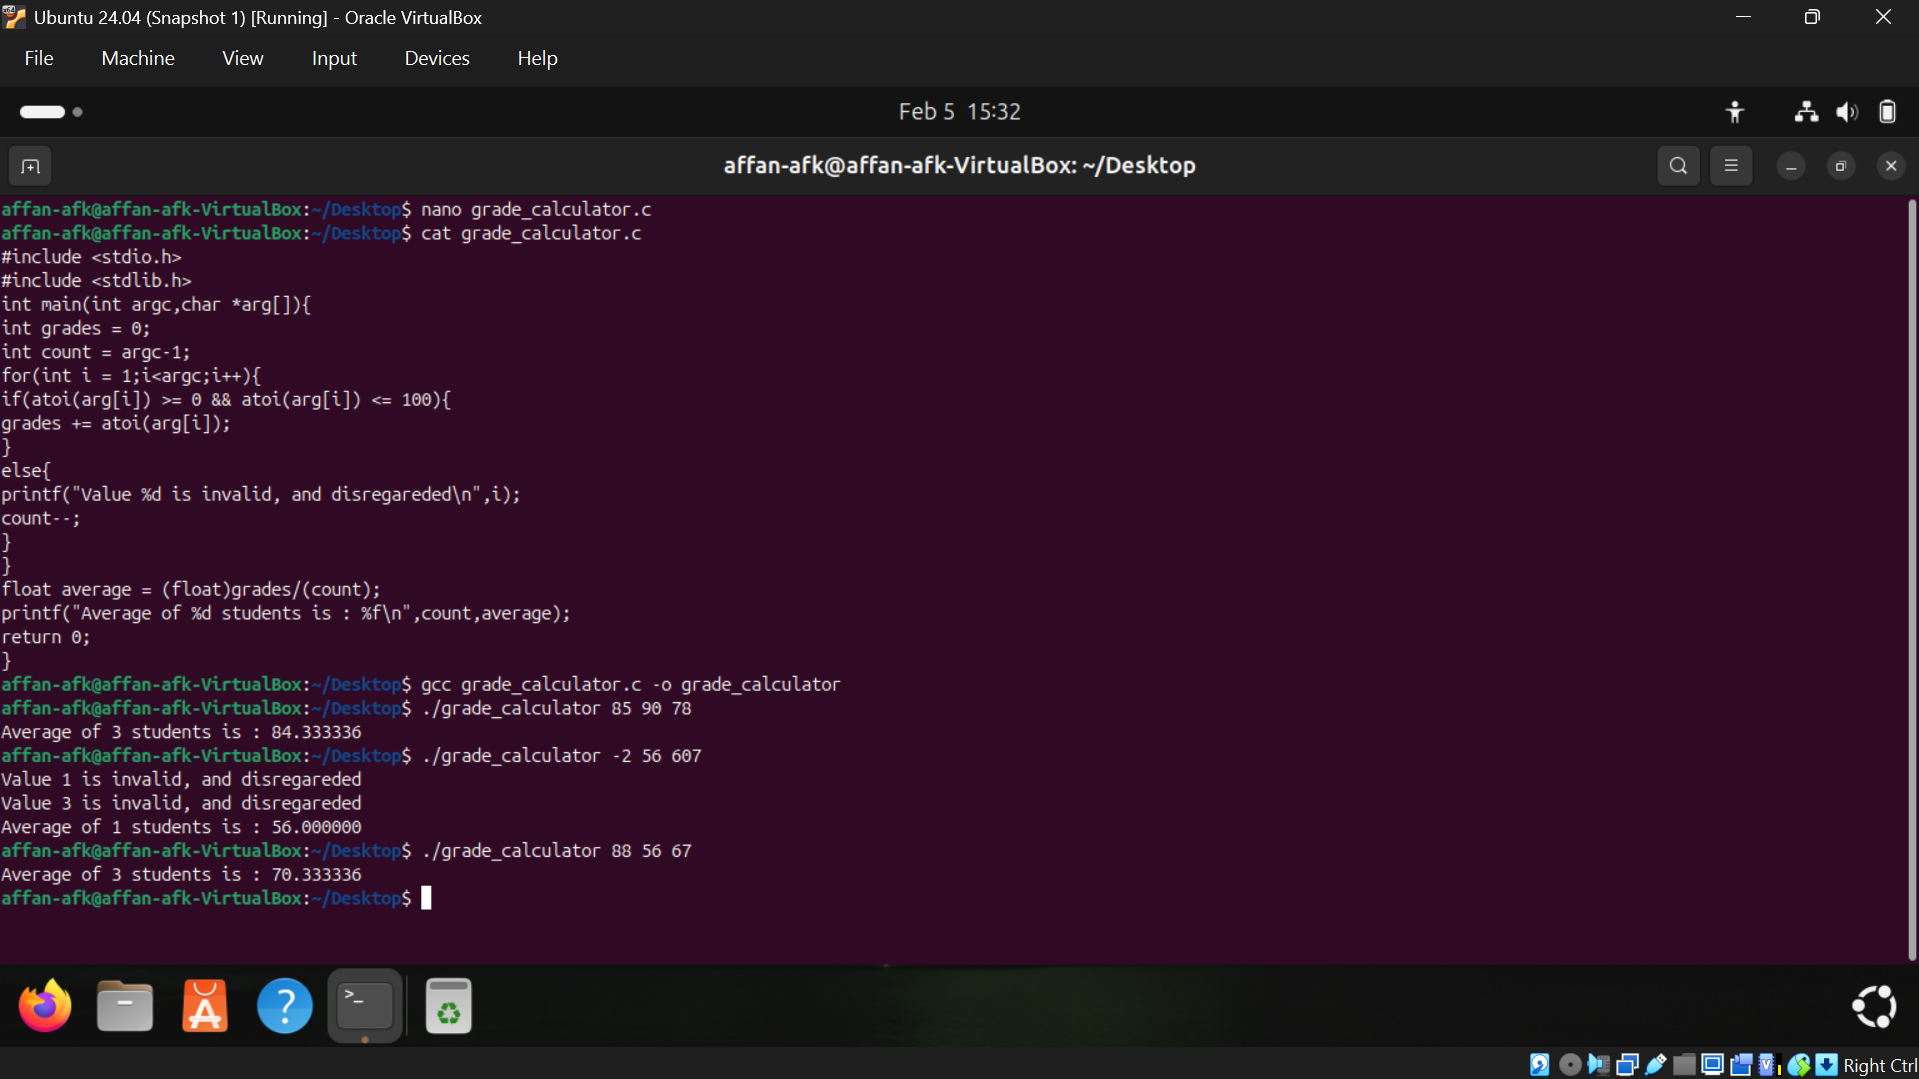 Ubuntu 24.04 (Snapshot 1) [Running] - Oracle VirtualBox
File Machine View Input Devices Help
Feb 5 15:32
affan-afk@affan-afk-VirtualBox: ~/Desktop
affan-afk@affan-afk-VirtualBox:~/Desktop$ nano grade_calculator.c
affan-afk@affan-afk-VirtualBox:~/Desktop$ cat grade_calculator.c
#include <stdio.h>
#include <stdlib.h>
int main(int argc,char *arg[]){
int grades = 0;
int count = argc-1;
for(int i = 1;i<argc;i++){
if(atoi(arg[i]) >= 0 && atoi(arg[i]) <= 100){
grades += atoi(arg[i]);
}
else{
printf("Value %d is invalid, and disregareded\n",i);
count--;
}
}
float average = (float)grades/(count);
printf("Average of %d students is : %f\n",count,average);
return 0;
}
affan-afk@affan-afk-VirtualBox:~/Desktop$ gcc grade_calculator.c -o grade_calculator
affan-afk@affan-afk-VirtualBox:~/Desktop$ ./grade_calculator 85 90 78
Average of 3 students is : 84.333336
affan-afk@affan-afk-VirtualBox:~/Desktop$ ./grade_calculator -2 56 607
Value 1 is invalid, and disregareded
Value 3 is invalid, and disregareded
Average of 1 students is : 56.000000
affan-afk@affan-afk-VirtualBox:~/Desktop$ ./grade_calculator 88 56 67
Average of 3 students is : 70.333336
affan-afk@affan-afk-VirtualBox:~/Desktop$
Right Ctrl